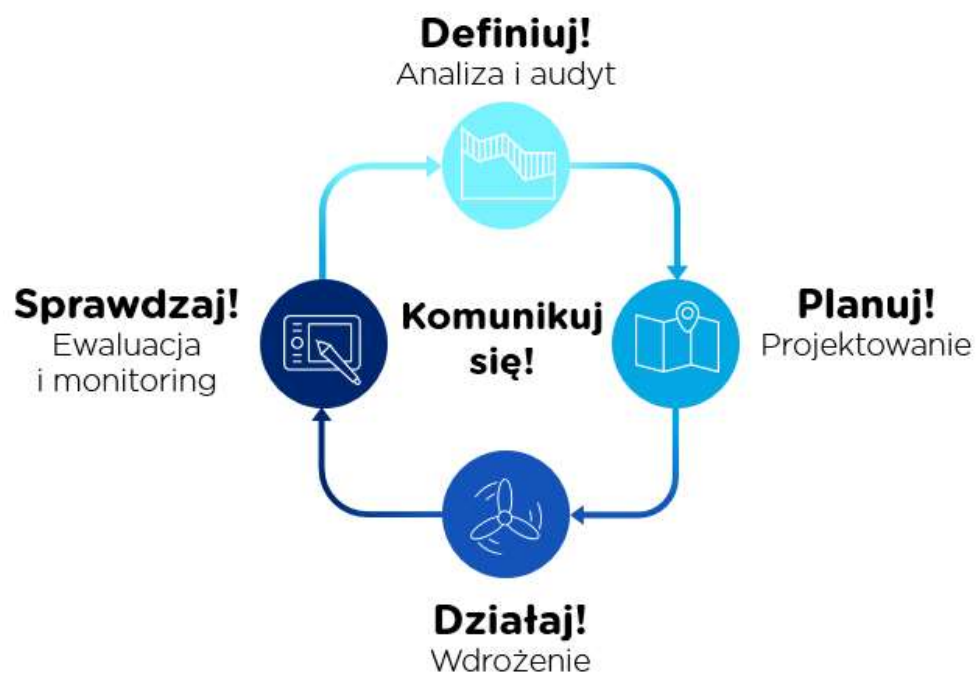 Definiuj!
Analiza i audyt
Sprawdzaj!
Ewaluacja
i monitoring
Komunikuj
się!
Planuj!
Projektowanie
Działaj!
Wdrożenie